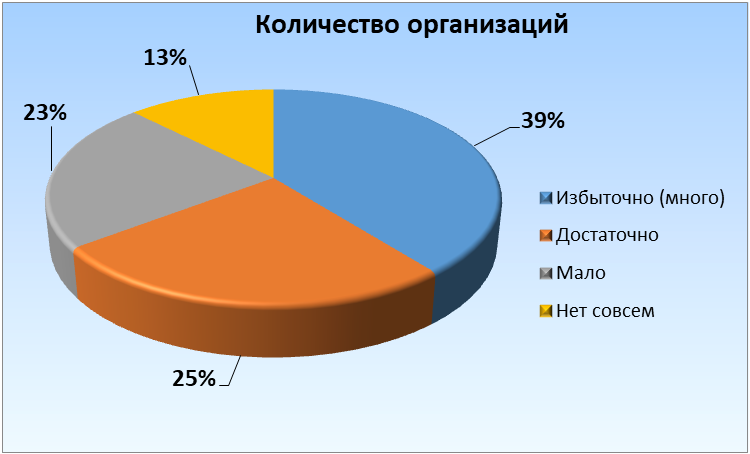 Количество организаций
13%
23%
39%
25%
Избыточно (много)
Достаточно
Мало
Нет совсем